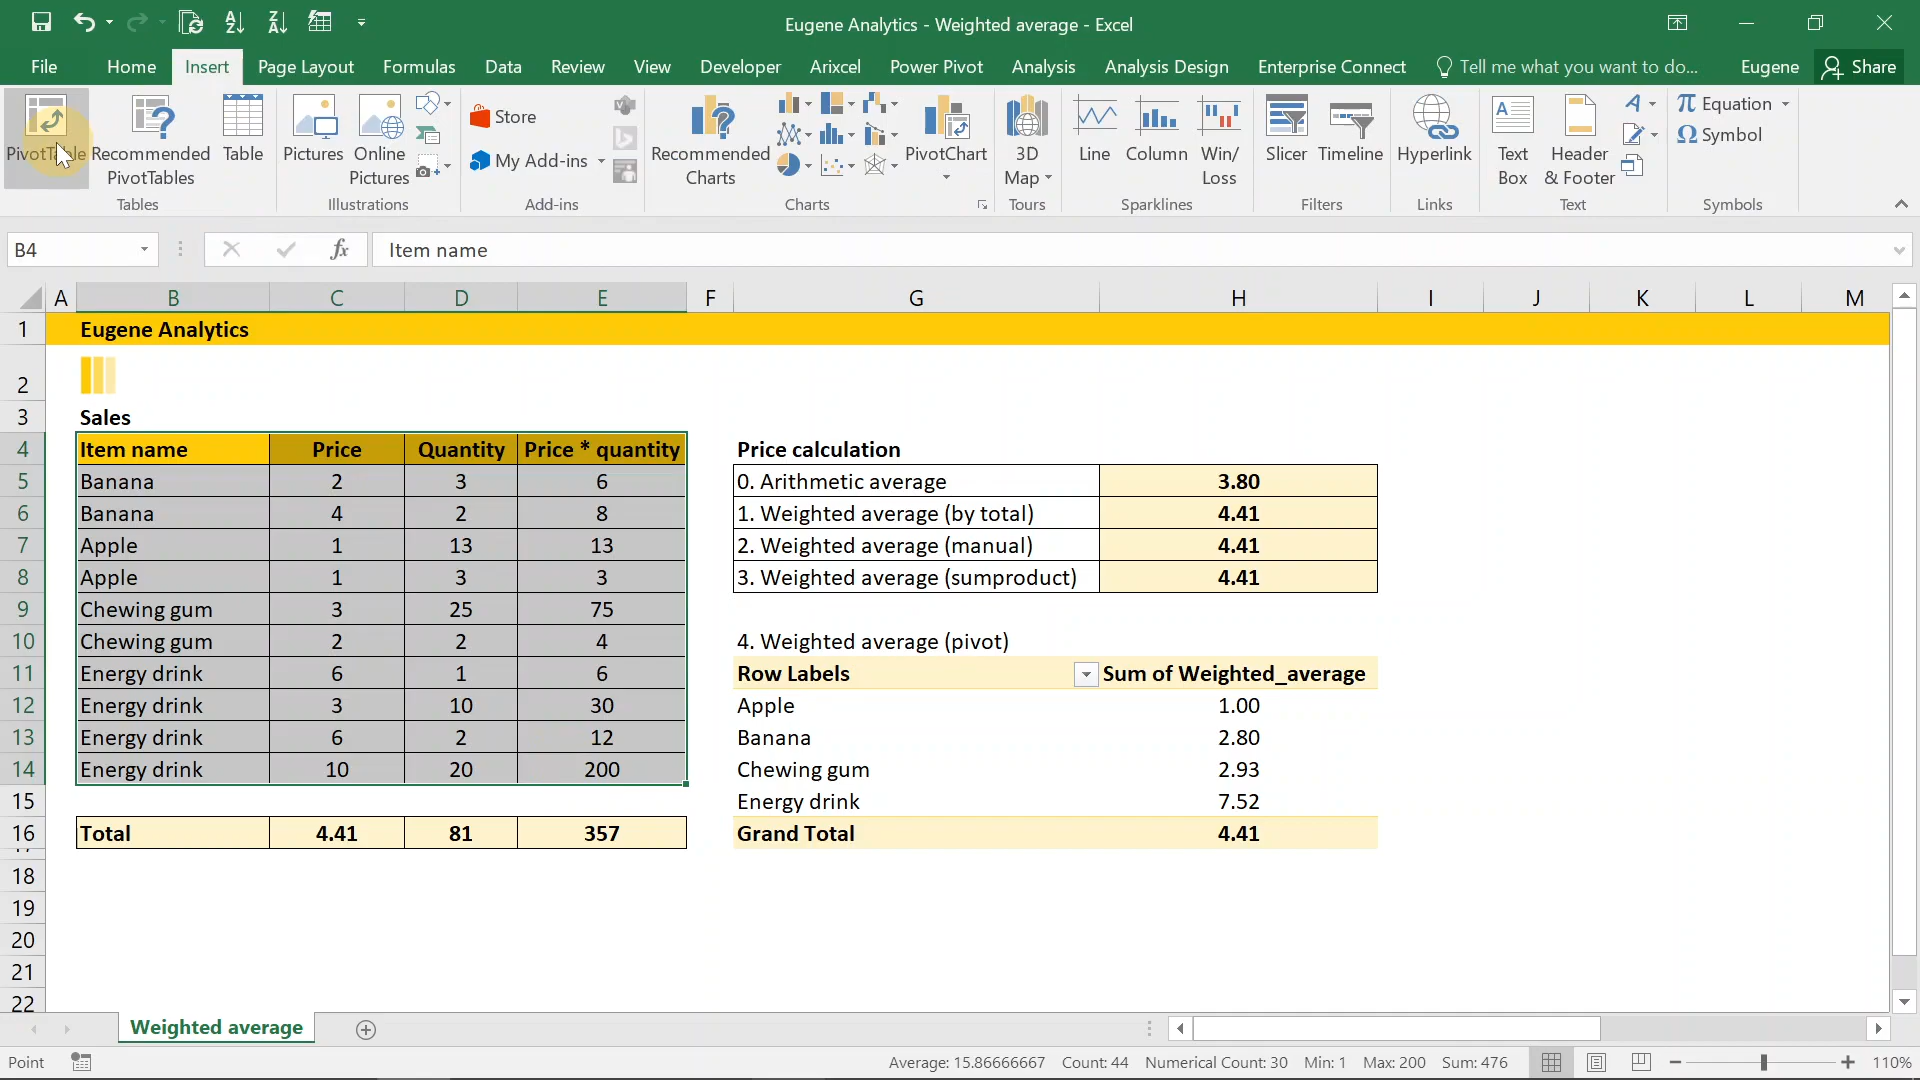 Eugene Analytics - Weighted average - Excel
File Home Insert Page Layout Formulas Data Review View Developer Arixcel Power Pivot Analysis Analysis Design Enterprise Connect Tell me what you want to do... Eugene Share
PivotTable
Recommended
PivotTables
Table
Tables
Pictures
Online
Pictures
Illustrations
Store
My Add-ins
Add-ins
Recommended
Charts
PivotChart
Charts
3D
Map
Tours
Line
Column
Win/
Loss
Sparklines
Slicer
Timeline
Filters
Hyperlink
Links
Text
Box
Header
& Footer
Text
π Equation
Ω Symbol
Symbols
B4 fx Item name
A B C D E F G H I J K L M
1 Eugene Analytics
2
3 Sales
4 Item name Price Quantity Price * quantity Price calculation
5 Banana 2 3 6 0. Arithmetic average 3.80
6 Banana 4 2 8 1. Weighted average (by total) 4.41
7 Apple 1 13 13 2. Weighted average (manual) 4.41
8 Apple 1 3 3 3. Weighted average (sumproduct) 4.41
9 Chewing gum 3 25 75
10 Chewing gum 2 2 4 4. Weighted average (pivot)
11 Energy drink 6 1 6 Row Labels Sum of Weighted_average
12 Energy drink 3 10 30 Apple 1.00
13 Energy drink 6 2 12 Banana 2.80
14 Energy drink 10 20 200 Chewing gum 2.93
15 Energy drink 7.52
16 Total 4.41 81 357 Grand Total 4.41
17
18
19
20
21
22
Weighted average
Point Average: 15.86666667 Count: 44 Numerical Count: 30 Min: 1 Max: 200 Sum: 476 110%